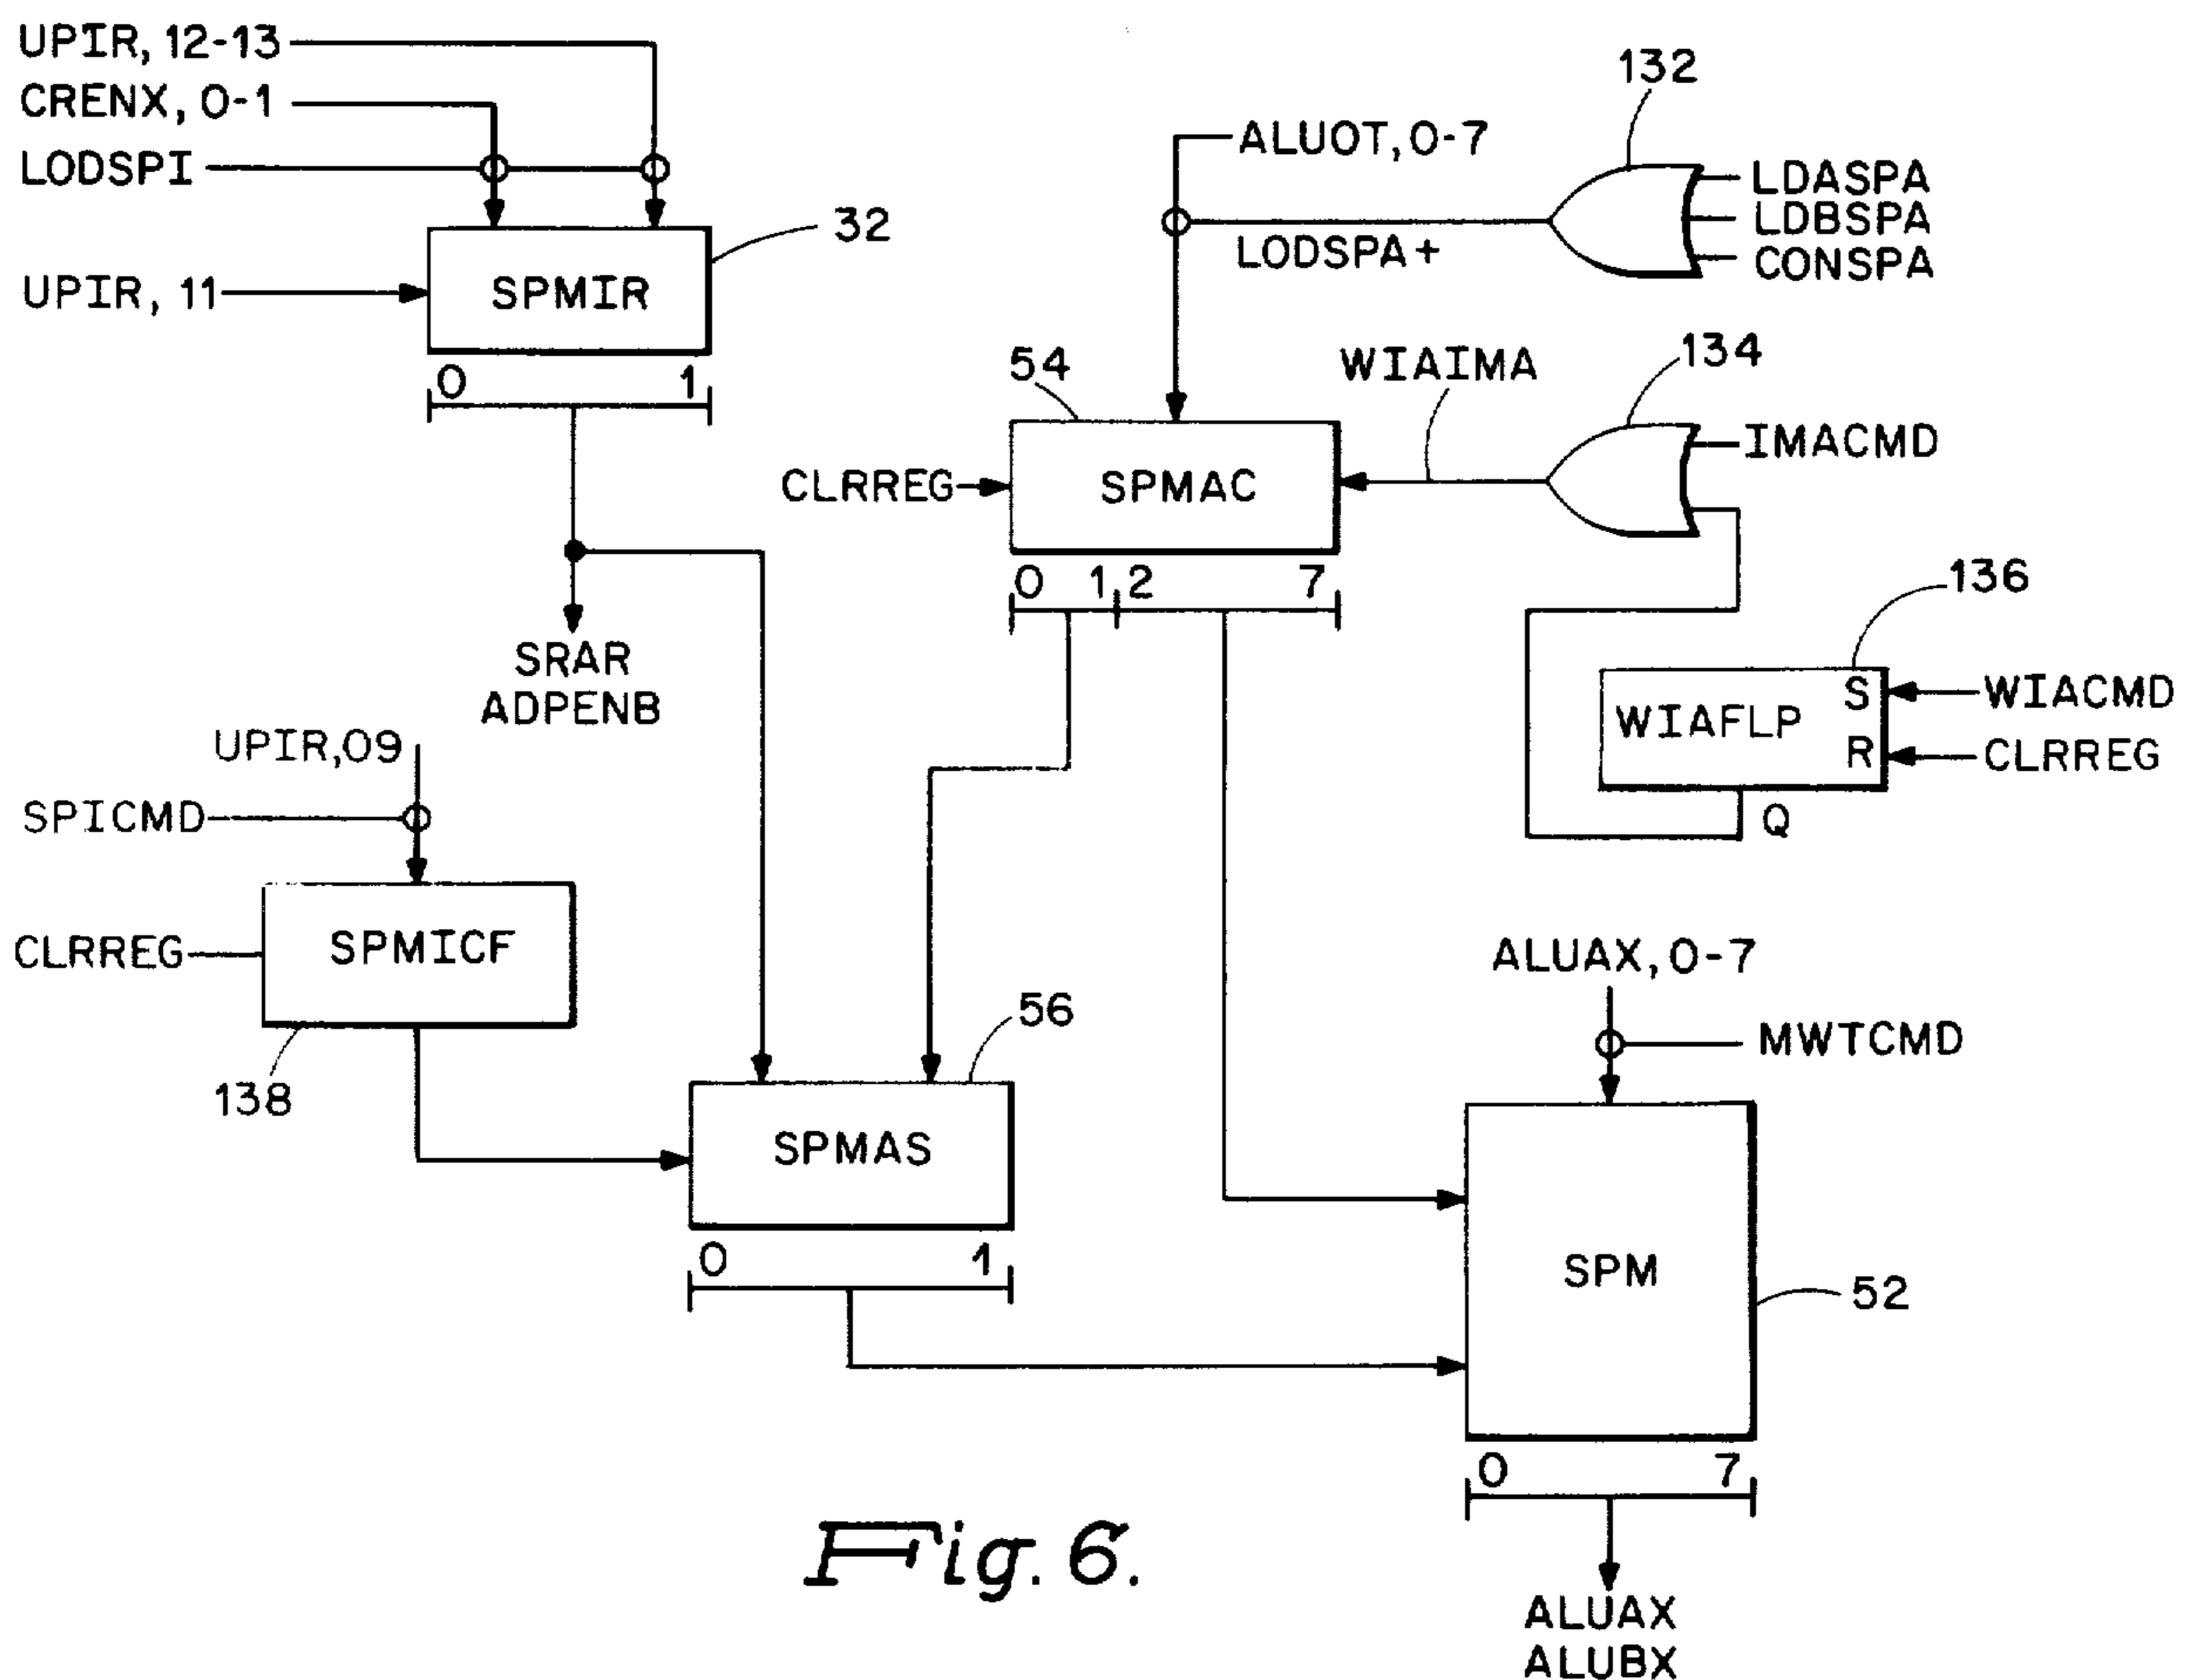 UPIR, 12-13
CRENX, 0-1
LODSPI
UPIR, 11
SPMIR
32
0 1
SRAR
ADPENB
ALUOT, 0-7
132
LDASPA
LDBSPA
CONSPA
LODSPA+
54
WIAIMA
134
IMACMD
CLRREG
SPMAC
0 1,2 7
136
WIAFLP
S
R
WIACMD
CLRREG
Q
UPIR, 09
SPICMD
CLRREG
SPMICF
138
56
SPMAS
0 1
ALUAX, 0-7
MWTCMD
SPM
52
0 7
ALUAX
ALUBX
Fig. 6.